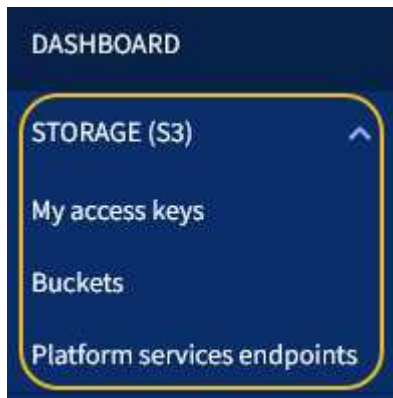 DASHBOARD
STORAGE (S3)
My access keys
Buckets
Platform services endpoints